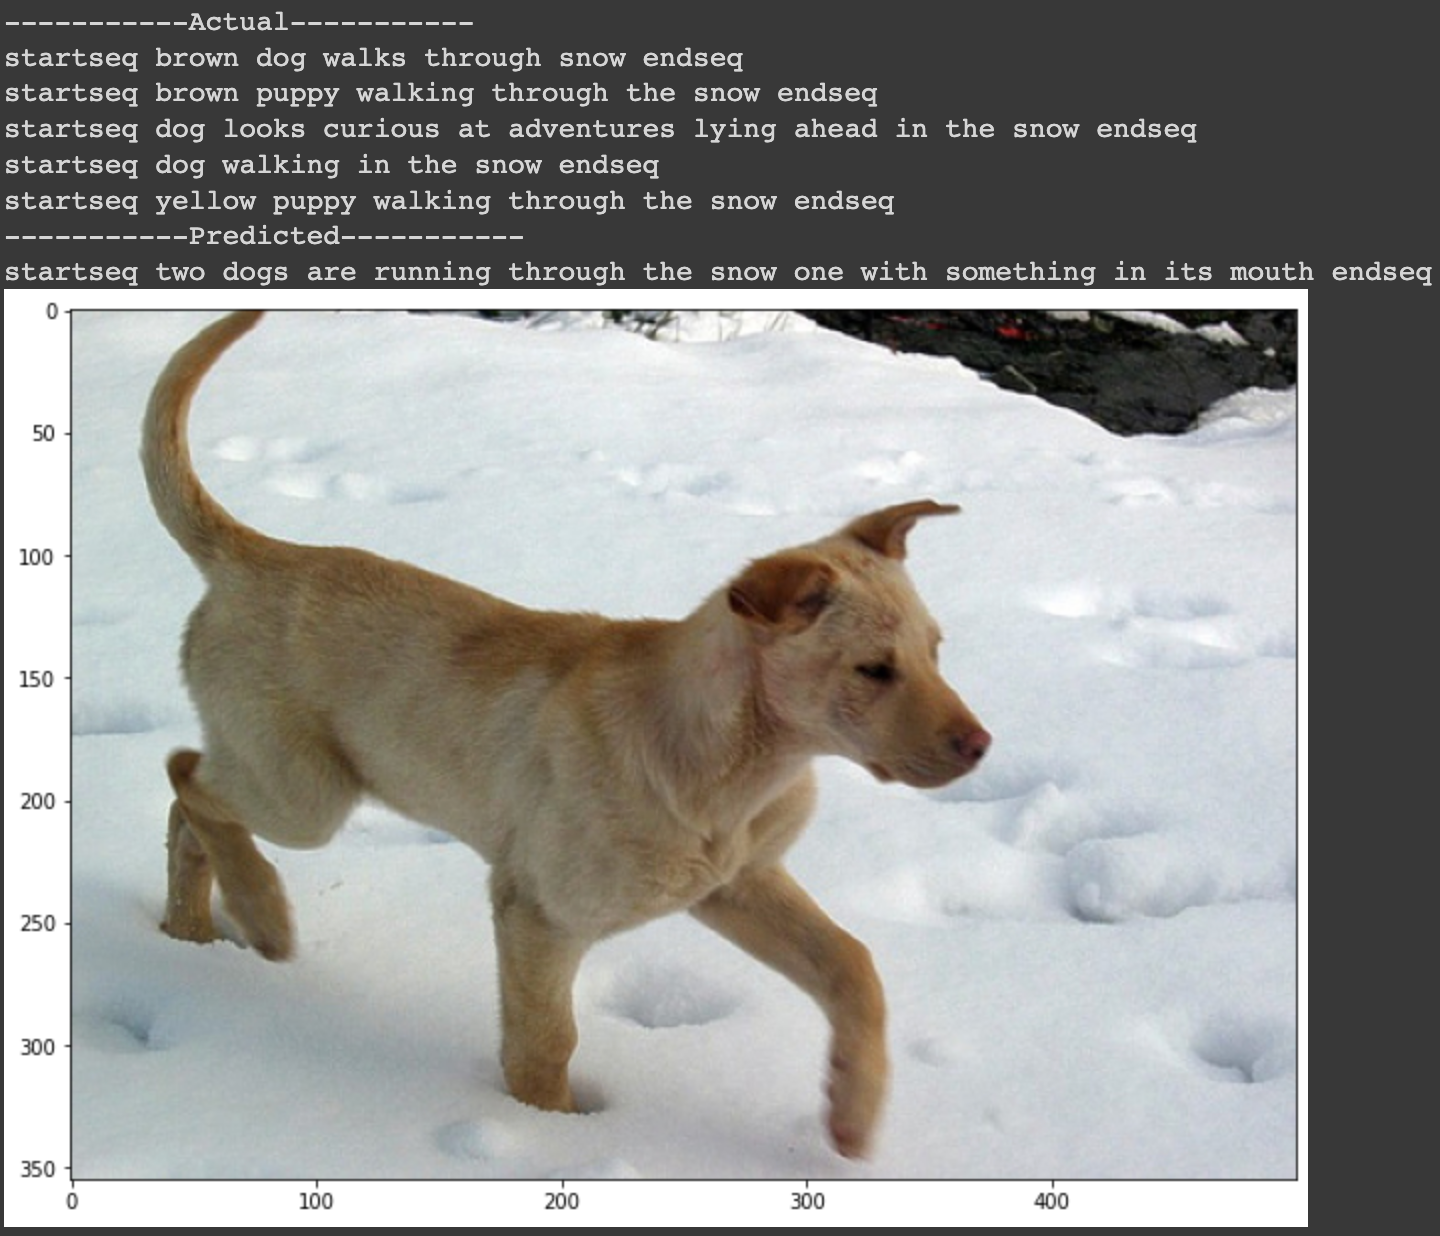 -----------Actual-----------
startseq brown dog walks through snow endseq
startseq brown puppy walking through the snow endseq
startseq dog looks curious at adventures lying ahead in the snow endseq
startseq dog walking in the snow endseq
startseq yellow puppy walking through the snow endseq
-----------Predicted-----------
startseq two dogs are running through the snow one with something in its mouth endseq
0
50
100
150
200
250
300
350
0 100 200 300 400